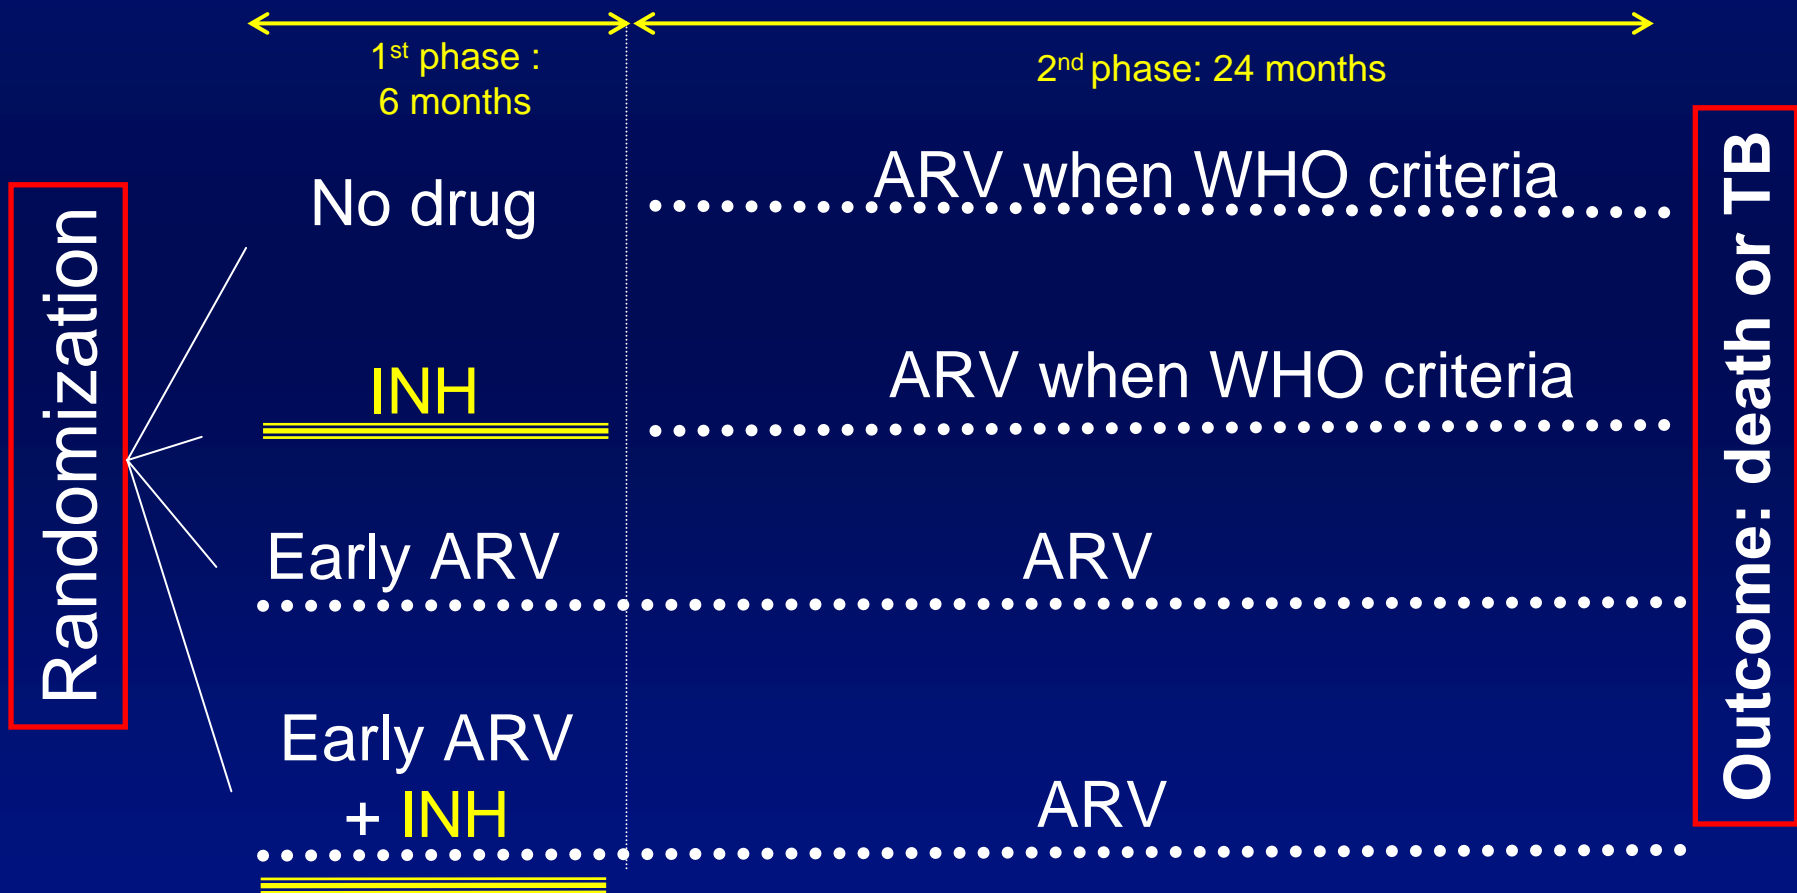 1st phase :
6 months
2nd phase: 24 months
Randomization
No drug
ARV when WHO criteria
INH
ARV when WHO criteria
Early ARV
ARV
Early ARV
+ INH
ARV
Outcome: death or TB